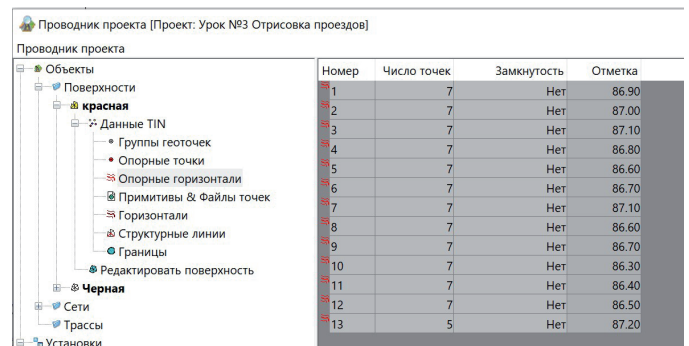 Проводник проекта [Проект: Урок №3 Отрисовка проездов]
Проводник проекта
Объекты
Поверхности
красная
Данные TIN
Группы геоточек
Опорные точки
Опорные горизонтали
Примитивы & Файлы точек
Горизонтали
Структурные линии
Границы
Редактировать поверхность
Черная
Сети
Трассы
Установки
Номер Число точек Замкнутость Отметка
1 7 Нет 86.90
2 7 Нет 87.00
3 7 Нет 87.10
4 7 Нет 86.80
5 7 Нет 86.60
6 7 Нет 86.70
7 7 Нет 87.10
8 7 Нет 86.60
9 7 Нет 86.70
10 7 Нет 86.30
11 7 Нет 86.40
12 7 Нет 86.50
13 5 Нет 87.20